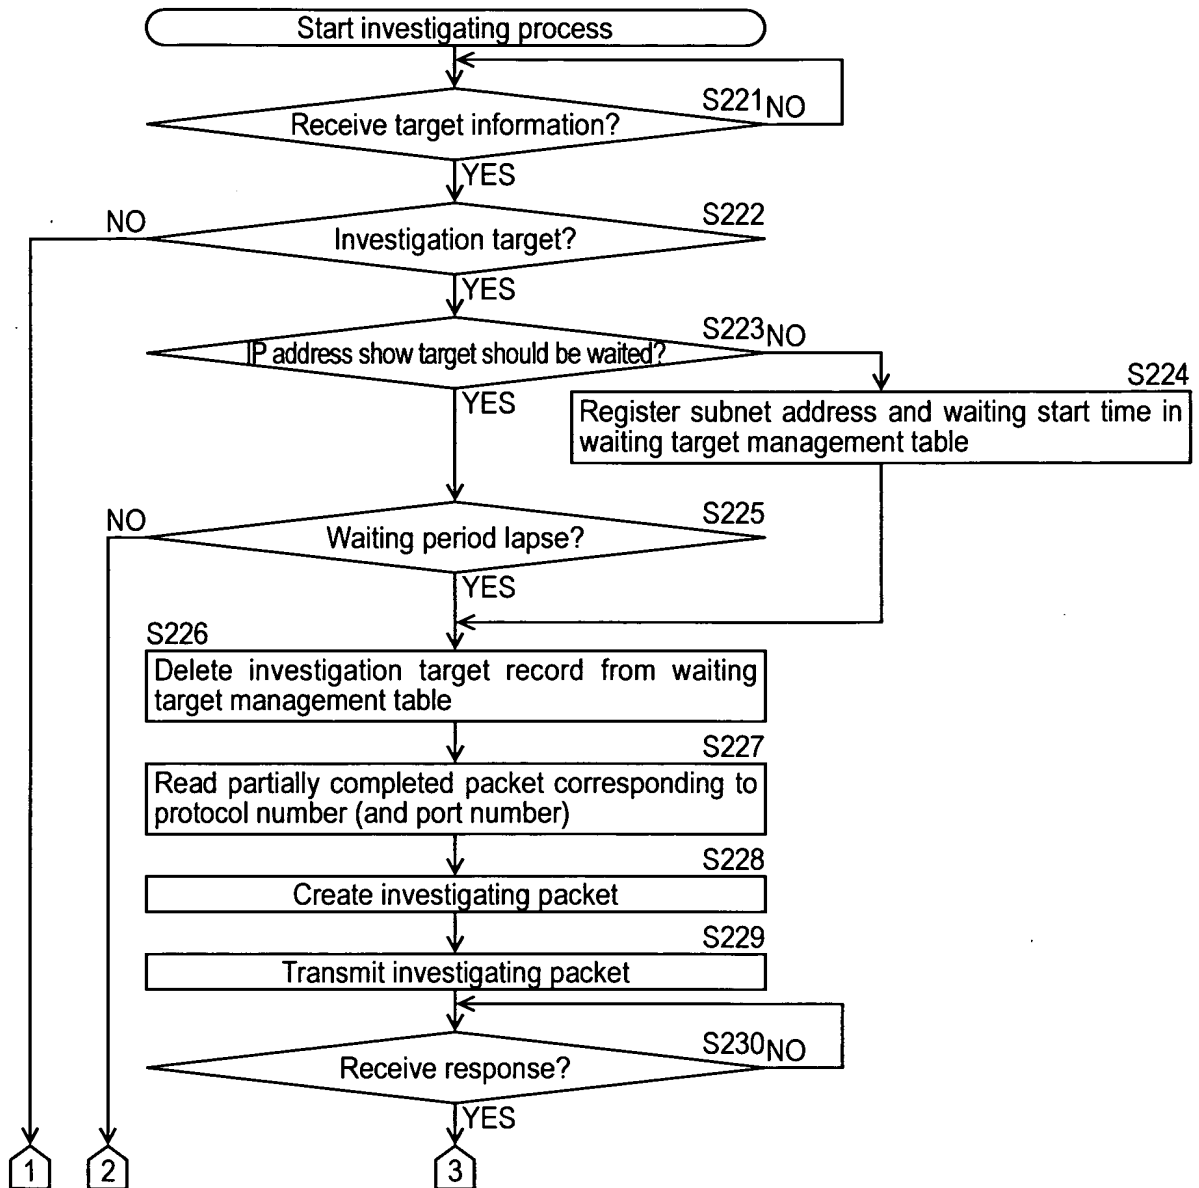 Start investigating process
S221
NO
Receive target information?
YES
NO
S222
Investigation target?
YES
S223
NO
IP address show target should be waited?
YES
S224
Register subnet address and waiting start time in
waiting target management table
NO
S225
Waiting period lapse?
YES
S226
Delete investigation target record from waiting
target management table
S227
Read partially completed packet corresponding to
protocol number (and port number)
S228
Create investigating packet
S229
Transmit investigating packet
S230
NO
Receive response?
YES
1
2
3